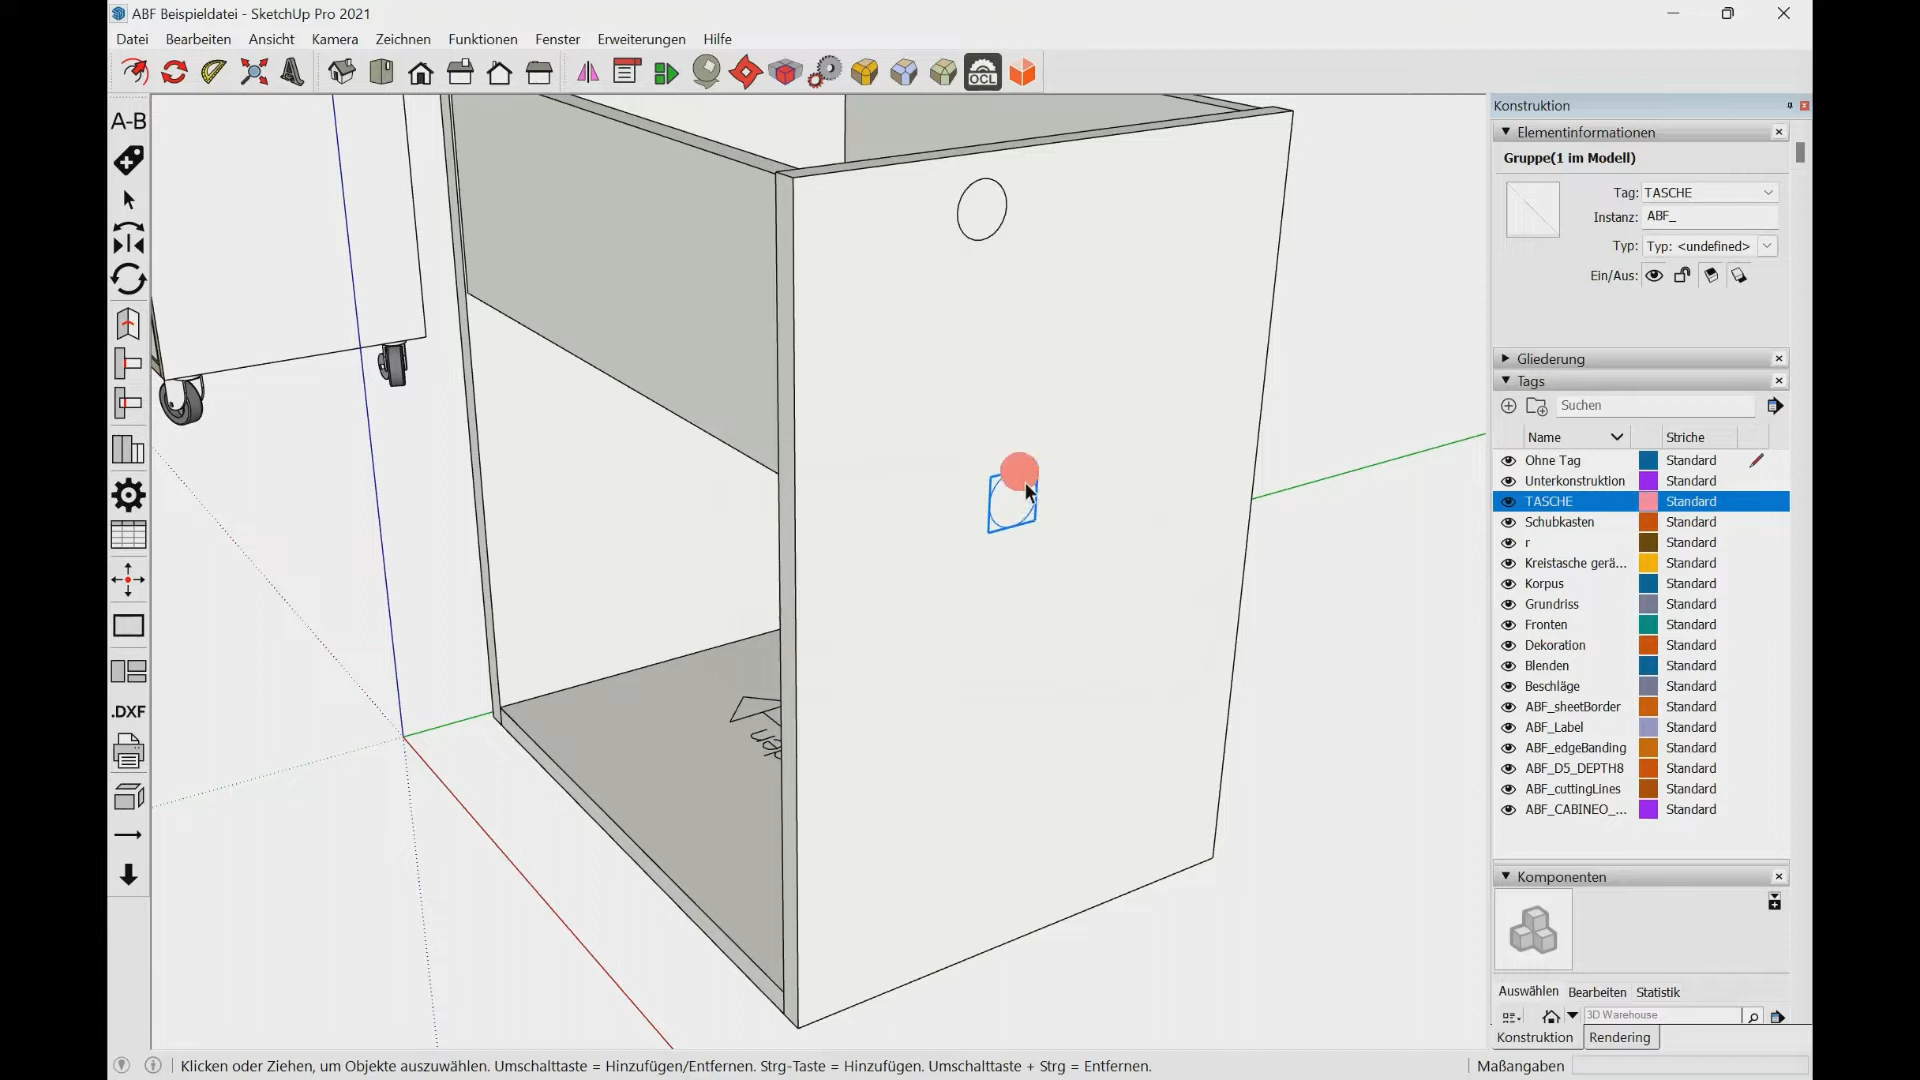 ABF Beispieldatei - SketchUp Pro 2021
Datei Bearbeiten Ansicht Kamera Zeichnen Funktionen Fenster Erweiterungen Hilfe
OCL
A-B
.DXF
Konstruktion
Elementinformationen
Gruppe(1 im Modell)
Tag: TASCHE
Instanz: ABF_
Typ: Typ: <undefined>
Ein/Aus:
Gliederung
Tags
Suchen
Name Striche
Ohne Tag Standard
Unterkonstruktion Standard
TASCHE Standard
Schubkasten Standard
r Standard
Kreistasche gerä... Standard
Korpus Standard
Grundriss Standard
Fronten Standard
Dekoration Standard
Blenden Standard
Beschläge Standard
ABF_sheetBorder Standard
ABF_Label Standard
ABF_edgeBanding Standard
ABF_D5_DEPTH8 Standard
ABF_cuttingLines Standard
ABF_CABINEO_... Standard
Komponenten
Auswählen Bearbeiten Statistik
3D Warehouse
Konstruktion Rendering
Klicken oder Ziehen, um Objekte auszuwählen. Umschalttaste = Hinzufügen/Entfernen. Strg-Taste = Hinzufügen. Umschalttaste + Strg = Entfernen.
Maßangaben